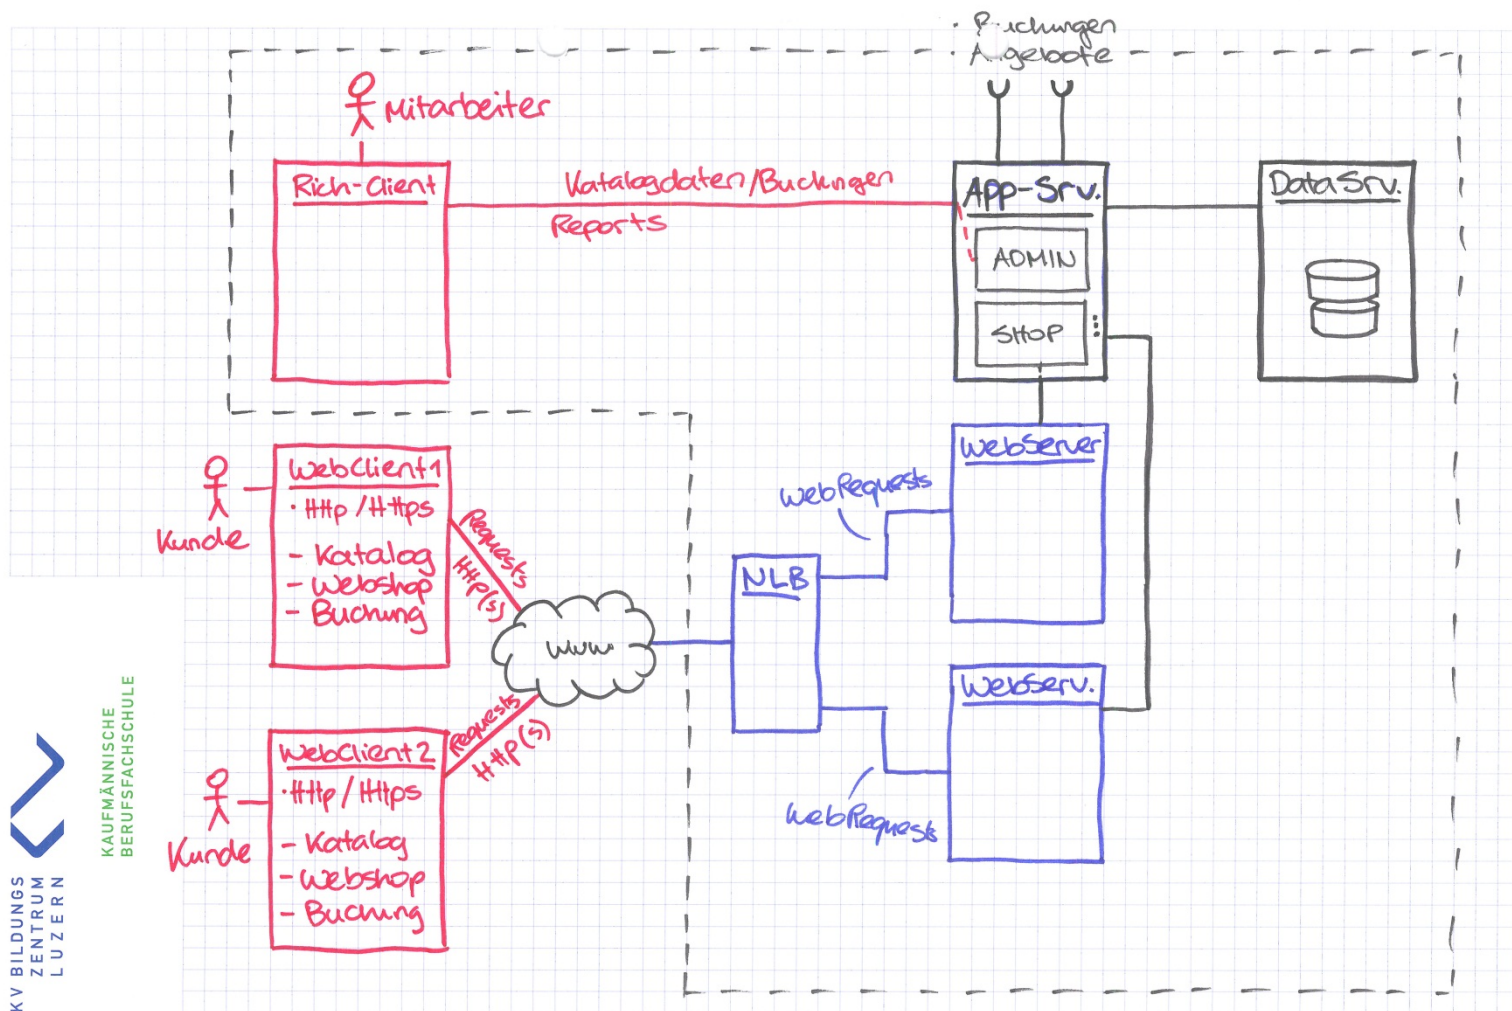 Buchungen
Angebote
Mitarbeiter
Rich-Client
Katalogdaten/Buchungen
Reports
App-Srv.
ADMIN
SHOP
DataSrv.
WebClient1
· Http / Https
- Katalog
- Webshop
- Buchung
Kunde
Requests
Http(s)
www
NLB
WebRequests
WebServer
WebServ.
WebRequests
WebClient2
· Http / Https
- Katalog
- Webshop
- Buchung
Kunde
Requests
Http(s)
KAUFMÄNNISCHE
BERUFSFACHSCHULE
KV BILDUNGS
ZENTRUM
LUZERN